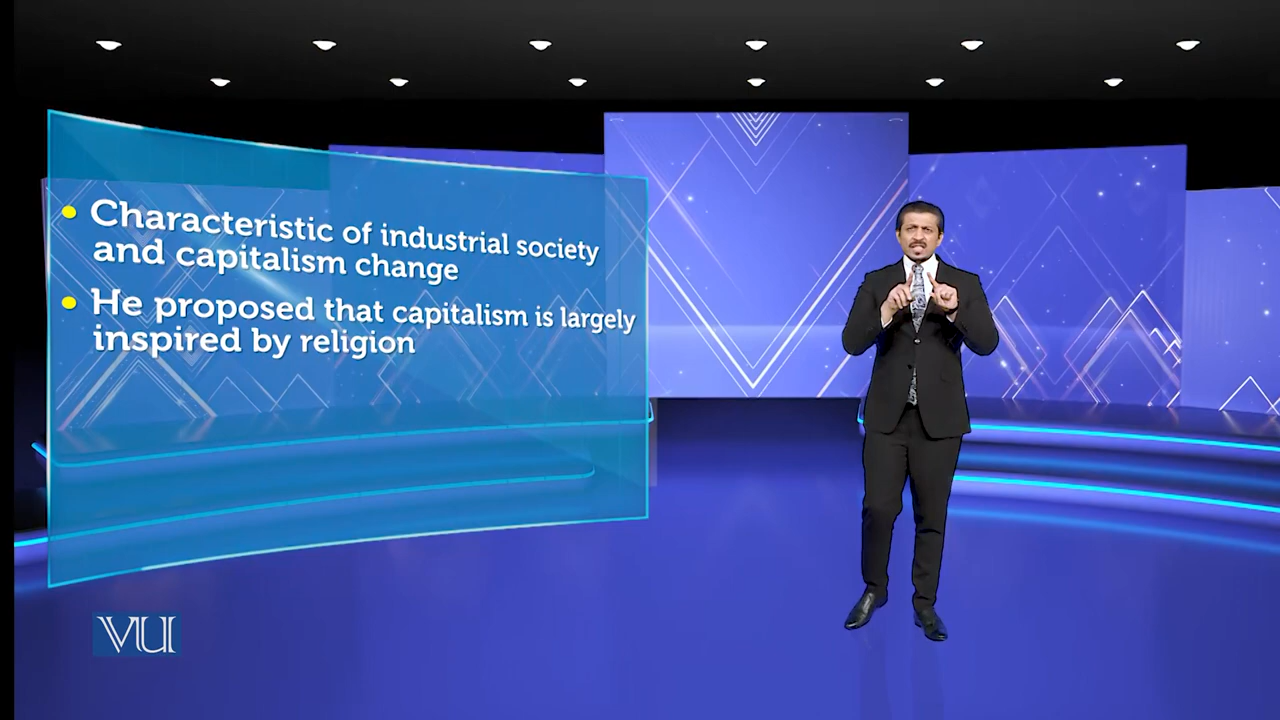 Characteristic of industrial society
and capitalism change
He proposed that capitalism is largely
inspired by religion
VU